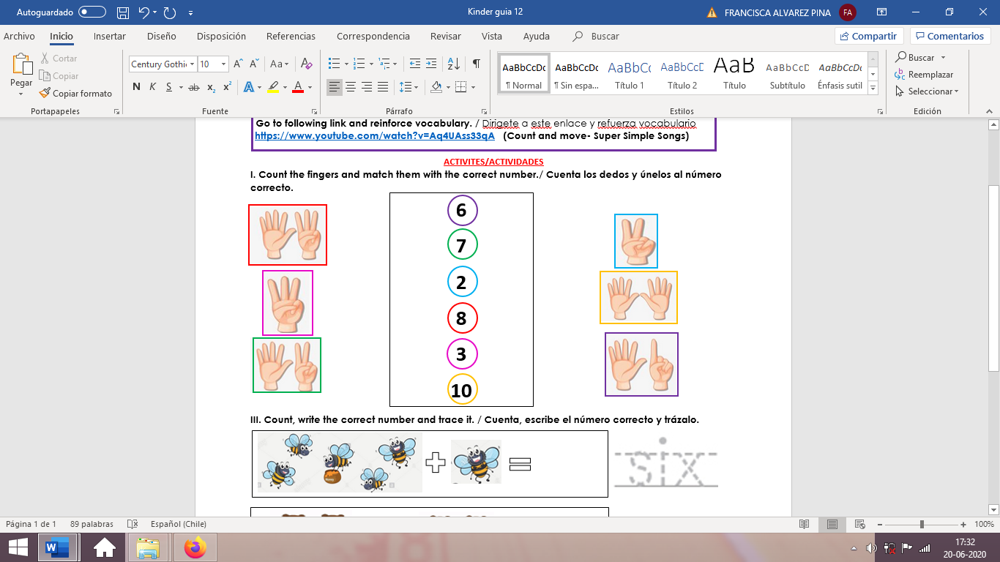 Autoguardado
Kinder guia 12
FRANCISCA ALVAREZ PINA
FA
Archivo
Inicio
Insertar
Diseño
Disposición
Referencias
Correspondencia
Revisar
Vista
Ayuda
Buscar
Compartir
Comentarios
Pegar
Cortar
Copiar
Copiar formato
Portapapeles
Century Gothi
10
Aa
N K S ab x₂ x²
Fuente
Párrafo
AaBbCcDc
¶ Normal
AaBbCcDc
¶ Sin espa...
AaBbCc
Título 1
AaBbCcD
Título 2
AaB
Título
AaBbCcD
Subtítulo
AaBbCcDc
Énfasis sutil
Estilos
Buscar
Reemplazar
Seleccionar
Edición
Go to following link and reinforce vocabulary. / Dirigete a este enlace y refuerza vocabulario
https://www.youtube.com/watch?v=Aq4UAss33qA (Count and move- Super Simple Songs)
ACTIVITES/ACTIVIDADES
I. Count the fingers and match them with the correct number./ Cuenta los dedos y únelos al número
correcto.
6
7
2
8
3
10
III. Count, write the correct number and trace it. / Cuenta, escribe el número correcto y trázalo.
six
Página 1 de 1
89 palabras
Español (Chile)
100%
17:32
20-06-2020